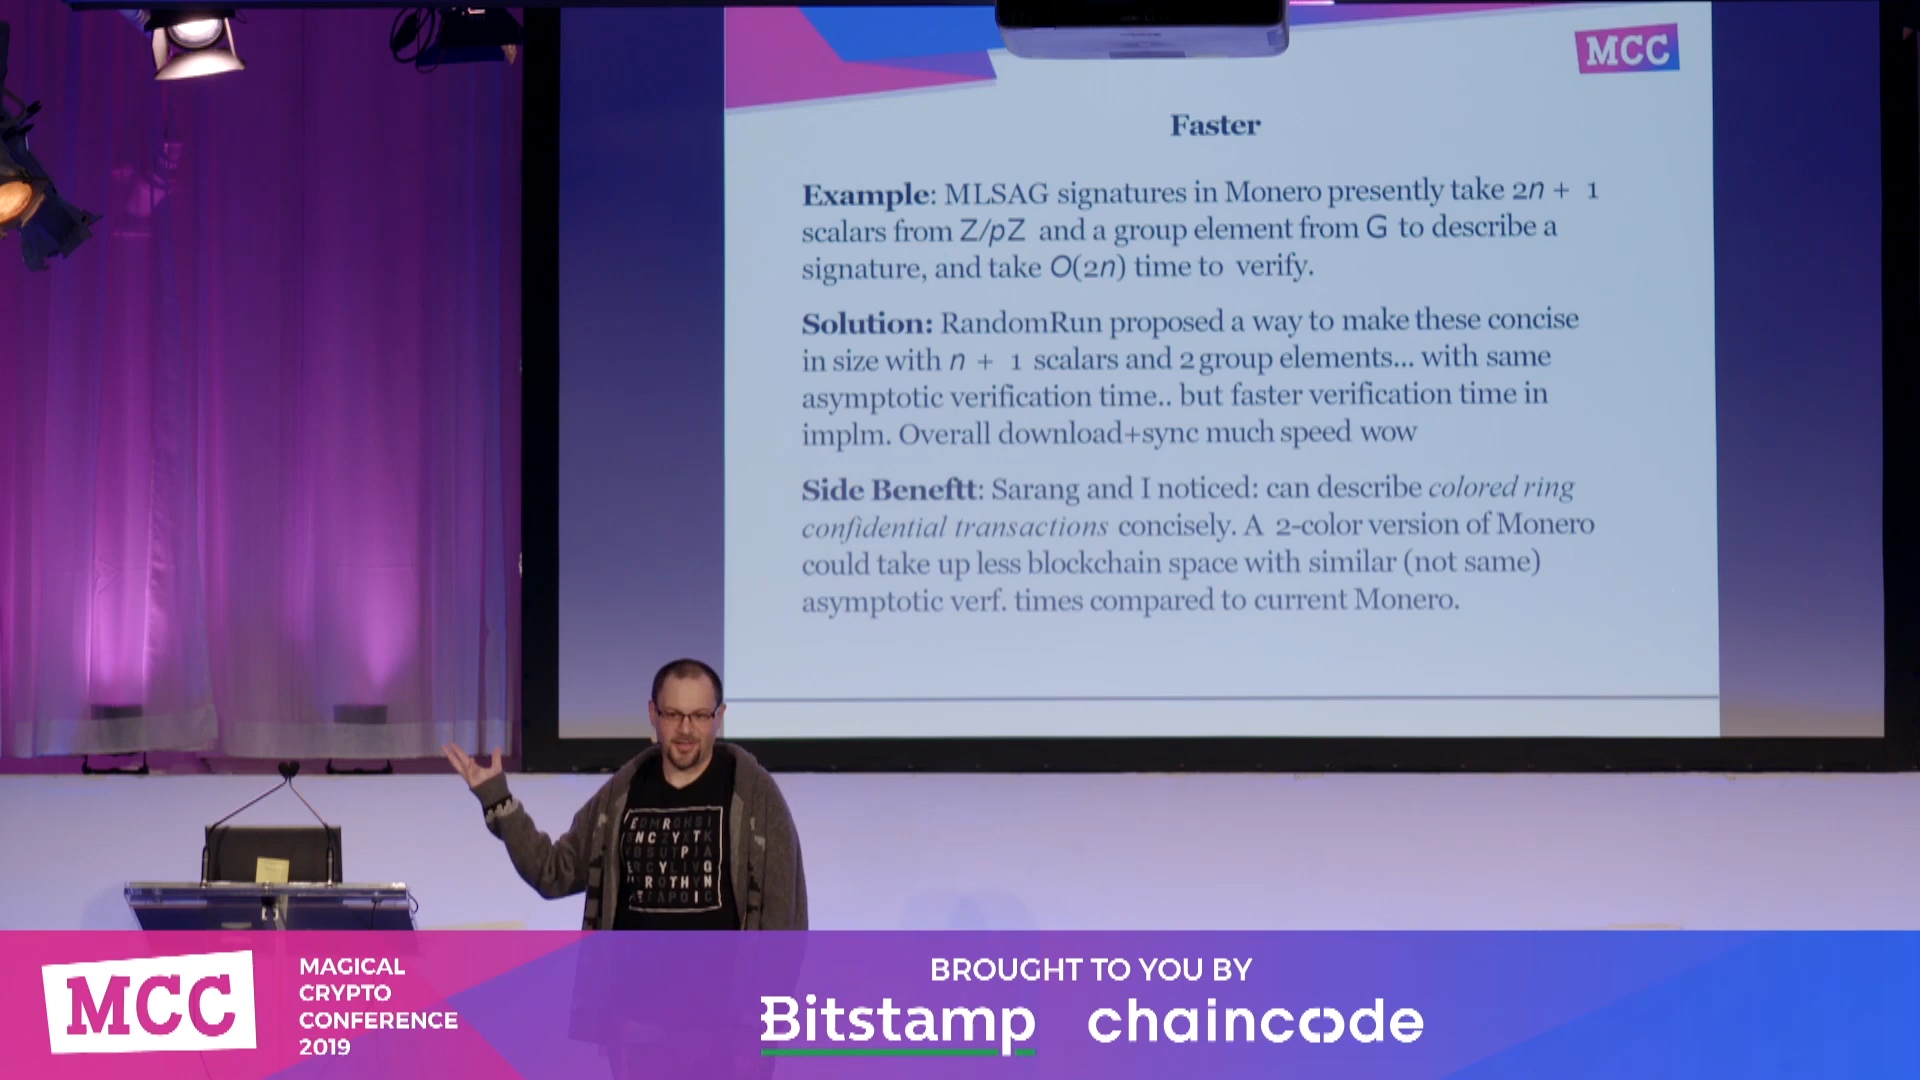 MCC
Faster
Example: MLSAG signatures in Monero presently take 2n + 1
scalars from Z/pZ and a group element from G to describe a
signature, and take O(2n) time to verify.
Solution: RandomRun proposed a way to make these concise
in size with n + 1 scalars and 2 group elements... with same
asymptotic verification time.. but faster verification time in
implm. Overall download+sync much speed wow
Side Beneftt: Sarang and I noticed: can describe colored ring
confidential transactions concisely. A 2-color version of Monero
could take up less blockchain space with similar (not same)
asymptotic verf. times compared to current Monero.
MCC
MAGICAL
CRYPTO
CONFERENCE
2019
BROUGHT TO YOU BY
Bitstamp chaincode